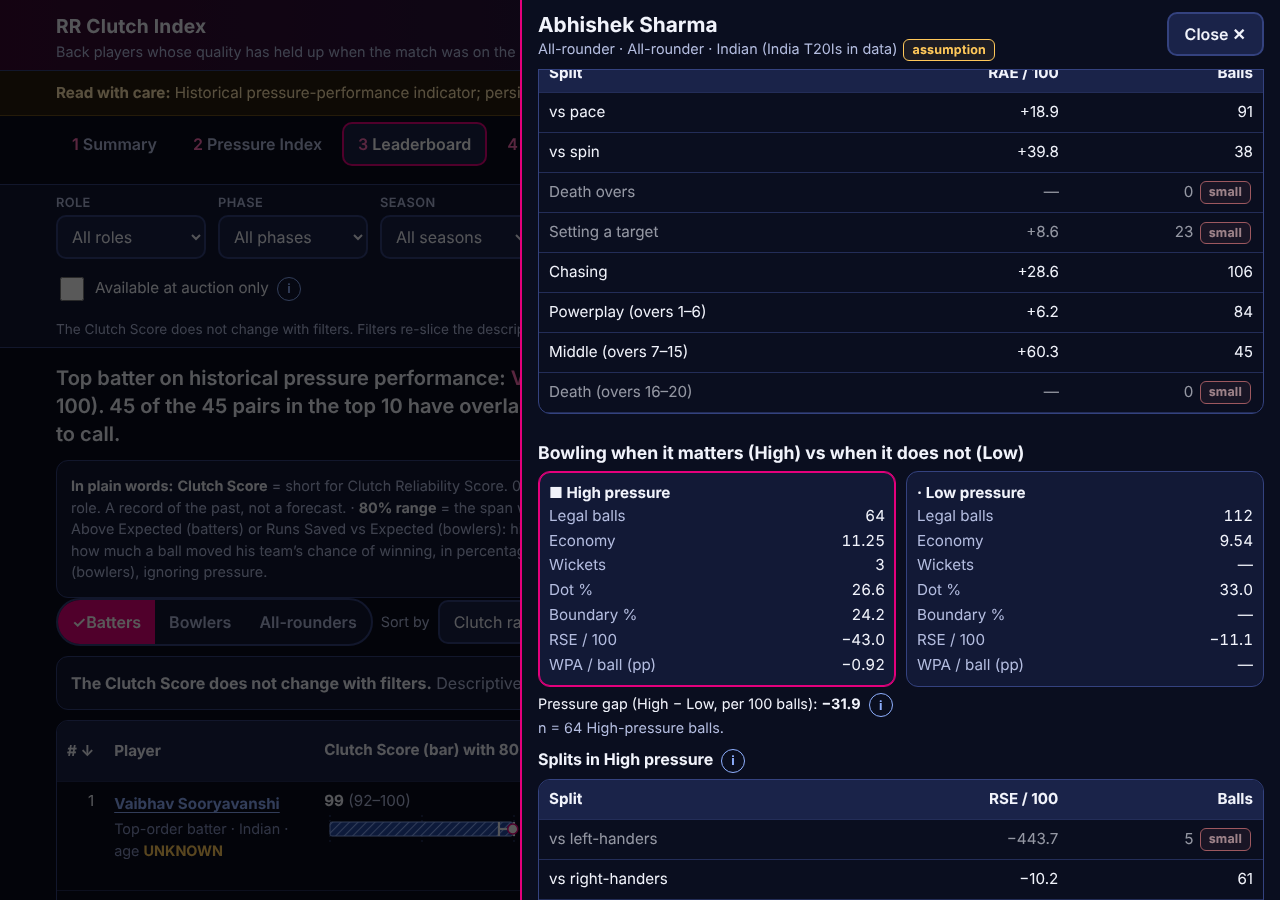 RR Clutch Index
Back players whose quality has held up when the match was on the
Read with care: Historical pressure-performance indicator;
1 Summary
2 Pressure Index
3 Leaderboard
4
ROLE
PHASE
SEASON
All roles
All phases
All seasons
Available at auction only i
The Clutch Score does not change with filters. Filters re-slice the
Top batter on historical pressure performance:
100). 45 of the 45 pairs in the top 10 have
to call.
In plain words: Clutch Score = short for Clutch Reliability Score.
role. A record of the past, not a forecast. · 80% range = the span
Above Expected (batters) or Runs Saved vs Expected (bowlers):
how much a ball moved his team's chance of winning, in
(bowlers), ignoring pressure.
✓Batters
Bowlers
All-rounders
Sort by
Clutch
The Clutch Score does not change with filters.
# ↓
Player
Clutch Score (bar) with 80
1
Vaibhav Sooryavanshi
99 (92–100)
Top-order batter · Indian ·
age UNKNOWN
Abhishek Sharma
All-rounder · All-rounder · Indian (India T20Is in data) assumption
Close ✕
Split RAE / 100 Balls
vs pace +18.9 91
vs spin +39.8 38
Death overs — 0 small
Setting a target +8.6 23 small
Chasing +28.6 106
Powerplay (overs 1–6) +6.2 84
Middle (overs 7–15) +60.3 45
Death (overs 16–20) — 0 small
Bowling when it matters (High) vs when it does not (Low)
■ High pressure
Legal balls 64
Economy 11.25
Wickets 3
Dot % 26.6
Boundary % 24.2
RSE / 100 −43.0
WPA / ball (pp) −0.92
· Low pressure
Legal balls 112
Economy 9.54
Wickets —
Dot % 33.0
Boundary % —
RSE / 100 −11.1
WPA / ball (pp) —
Pressure gap (High − Low, per 100 balls): −31.9 i
n = 64 High-pressure balls.
Splits in High pressure i
Split RSE / 100 Balls
vs left-handers −443.7 5 small
vs right-handers −10.2 61